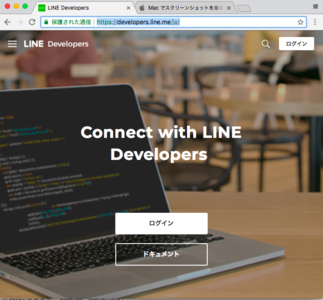 LINE Developers
Mac でスクリーンショットを撮
保護された通信 https://developers.line.me/ja/
LINE Developers
ログイン
Connect with LINE
Developers
ログイン
ドキュメント